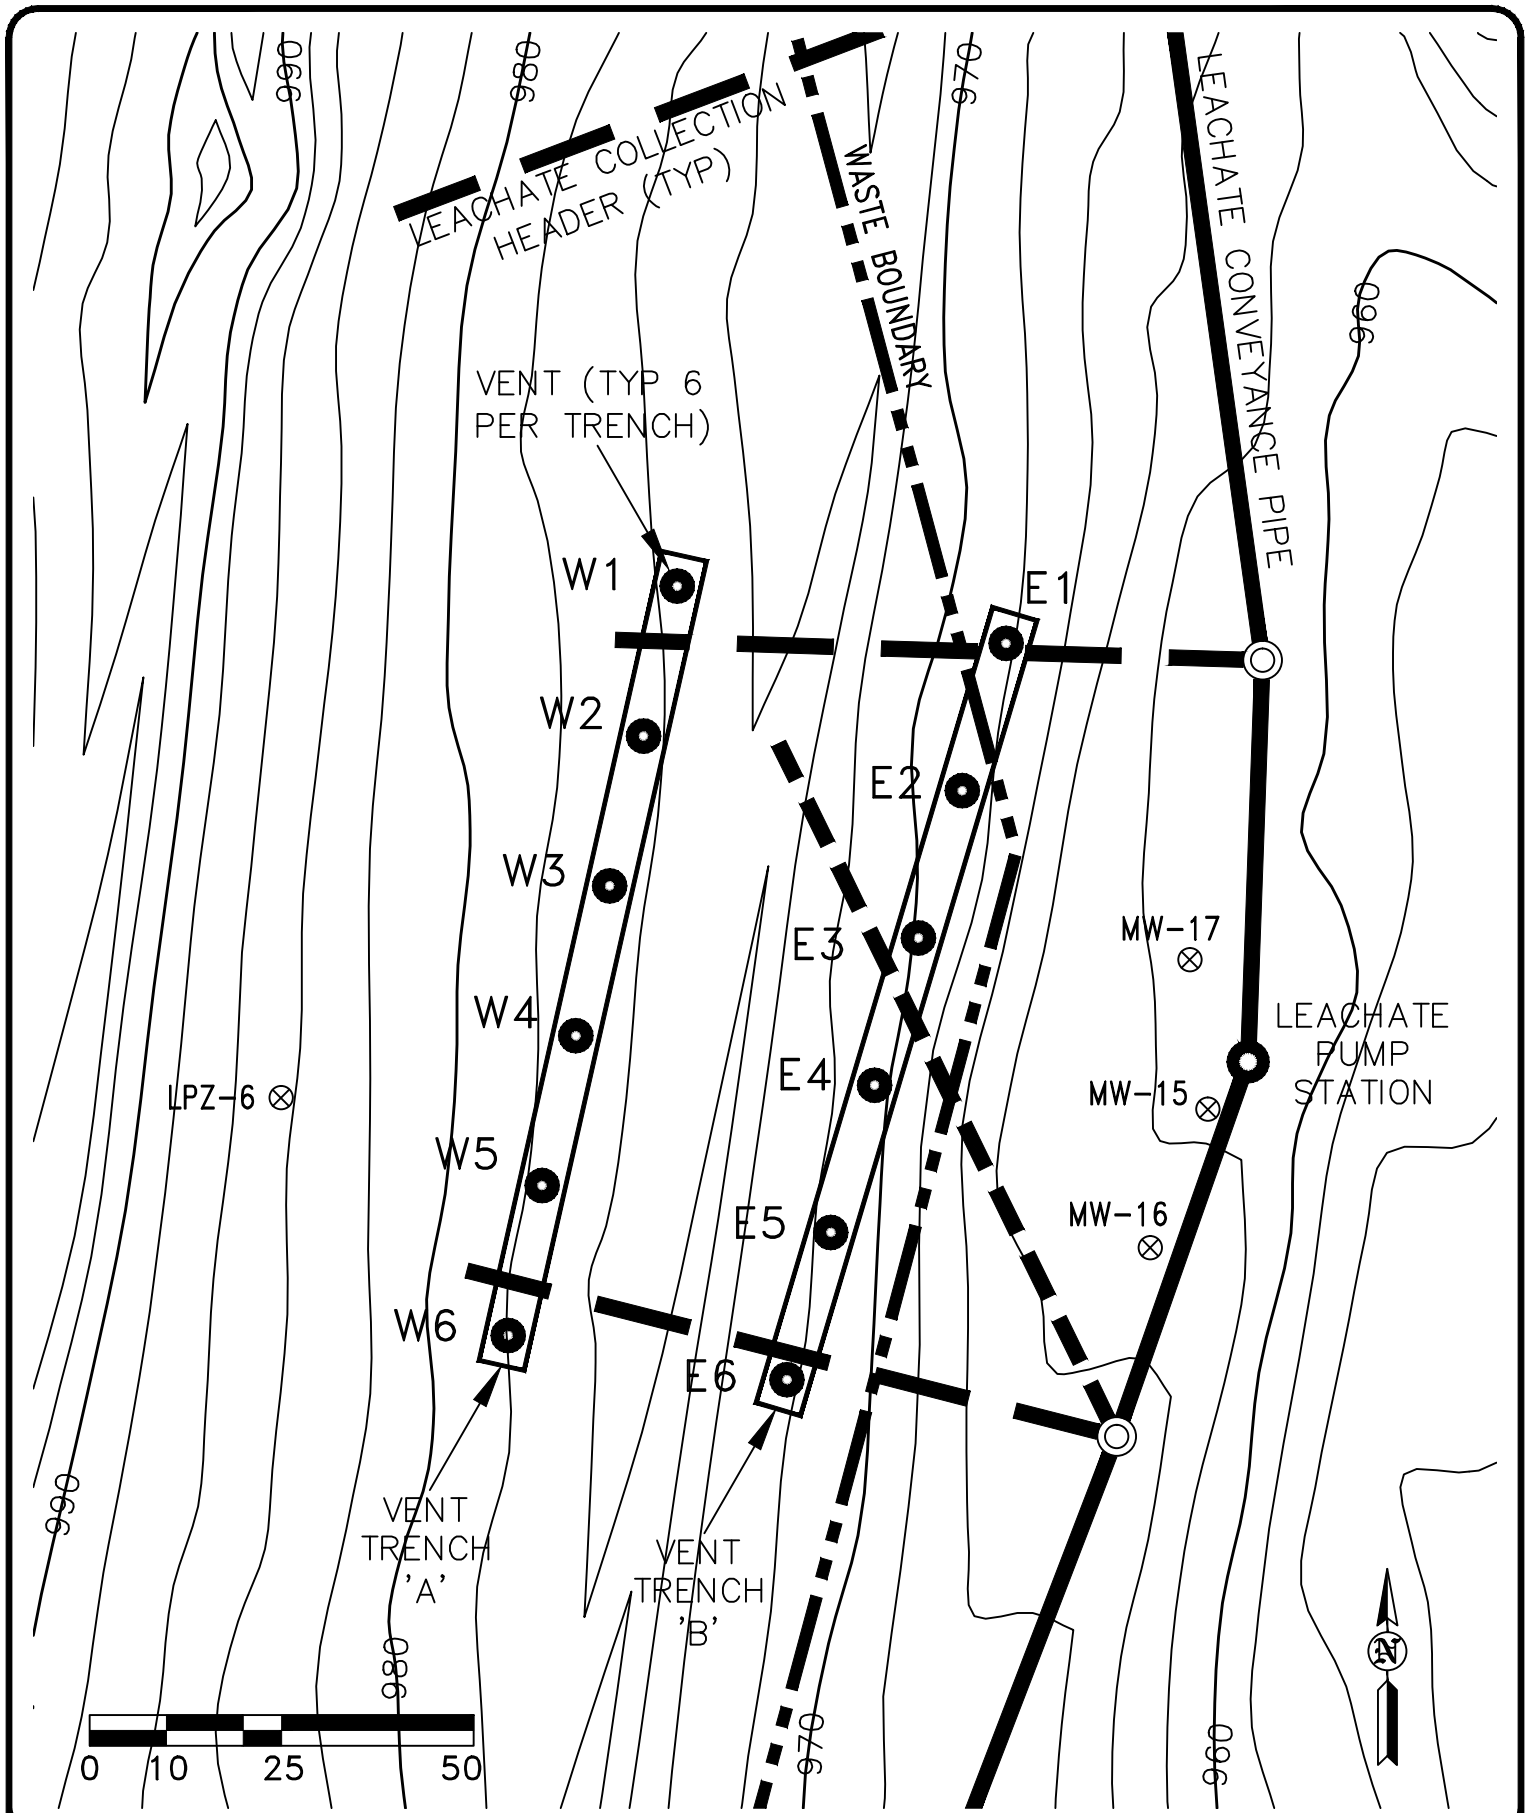 990
980
970
LEACHATE COLLECTION
HEADER (TYP)
WASTE BOUNDARY
LEACHATE CONVEYANCE PIPE
960
VENT (TYP 6
PER TRENCH)
W1
E1
W2
E2
W3
E3
MW-17
W4
LEACHATE
PUMP
STATION
E4
LPZ-6
MW-15
W5
E5
MW-16
W6
E6
990
VENT
TRENCH
'A'
VENT
TRENCH
'B'
980
970
960
N
0 10 25 50